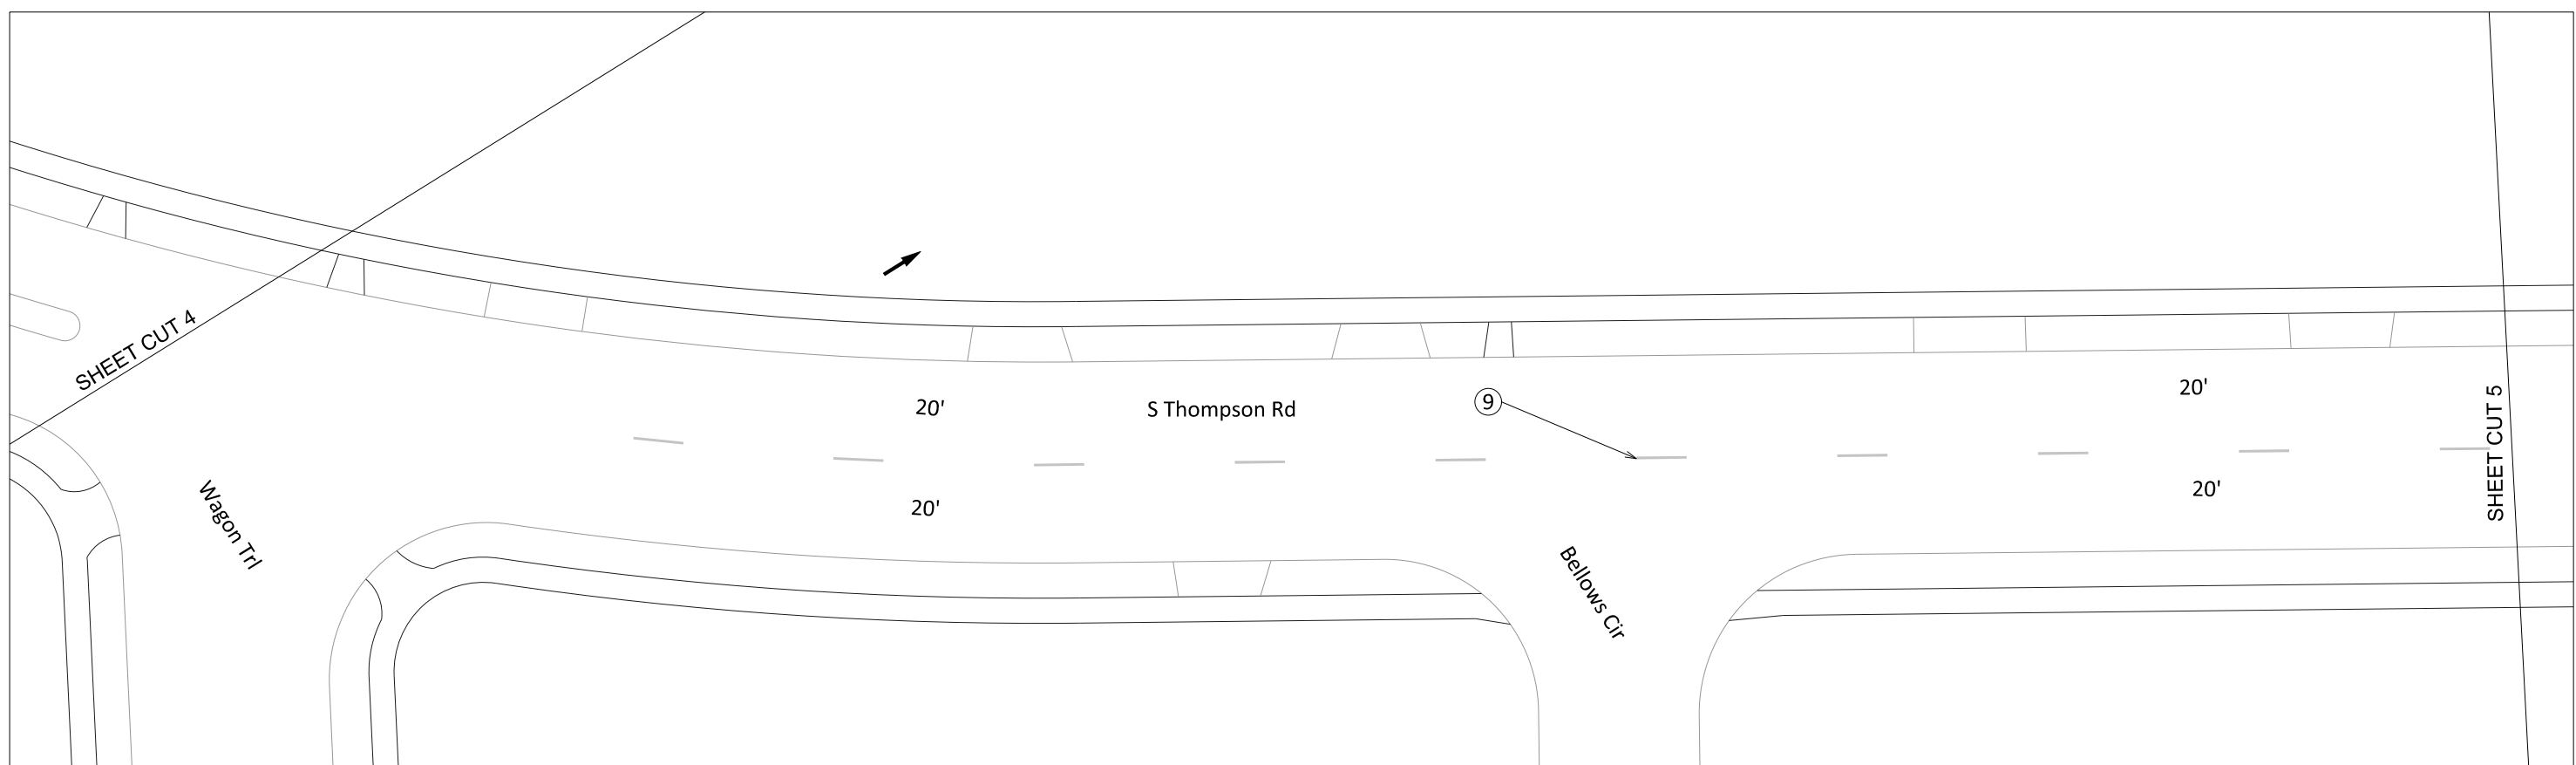 SHEET CUT 4
Wagon Trl
20'
S Thompson Rd
9
20'
20'
20'
Bellows Cir
SHEET CUT 5